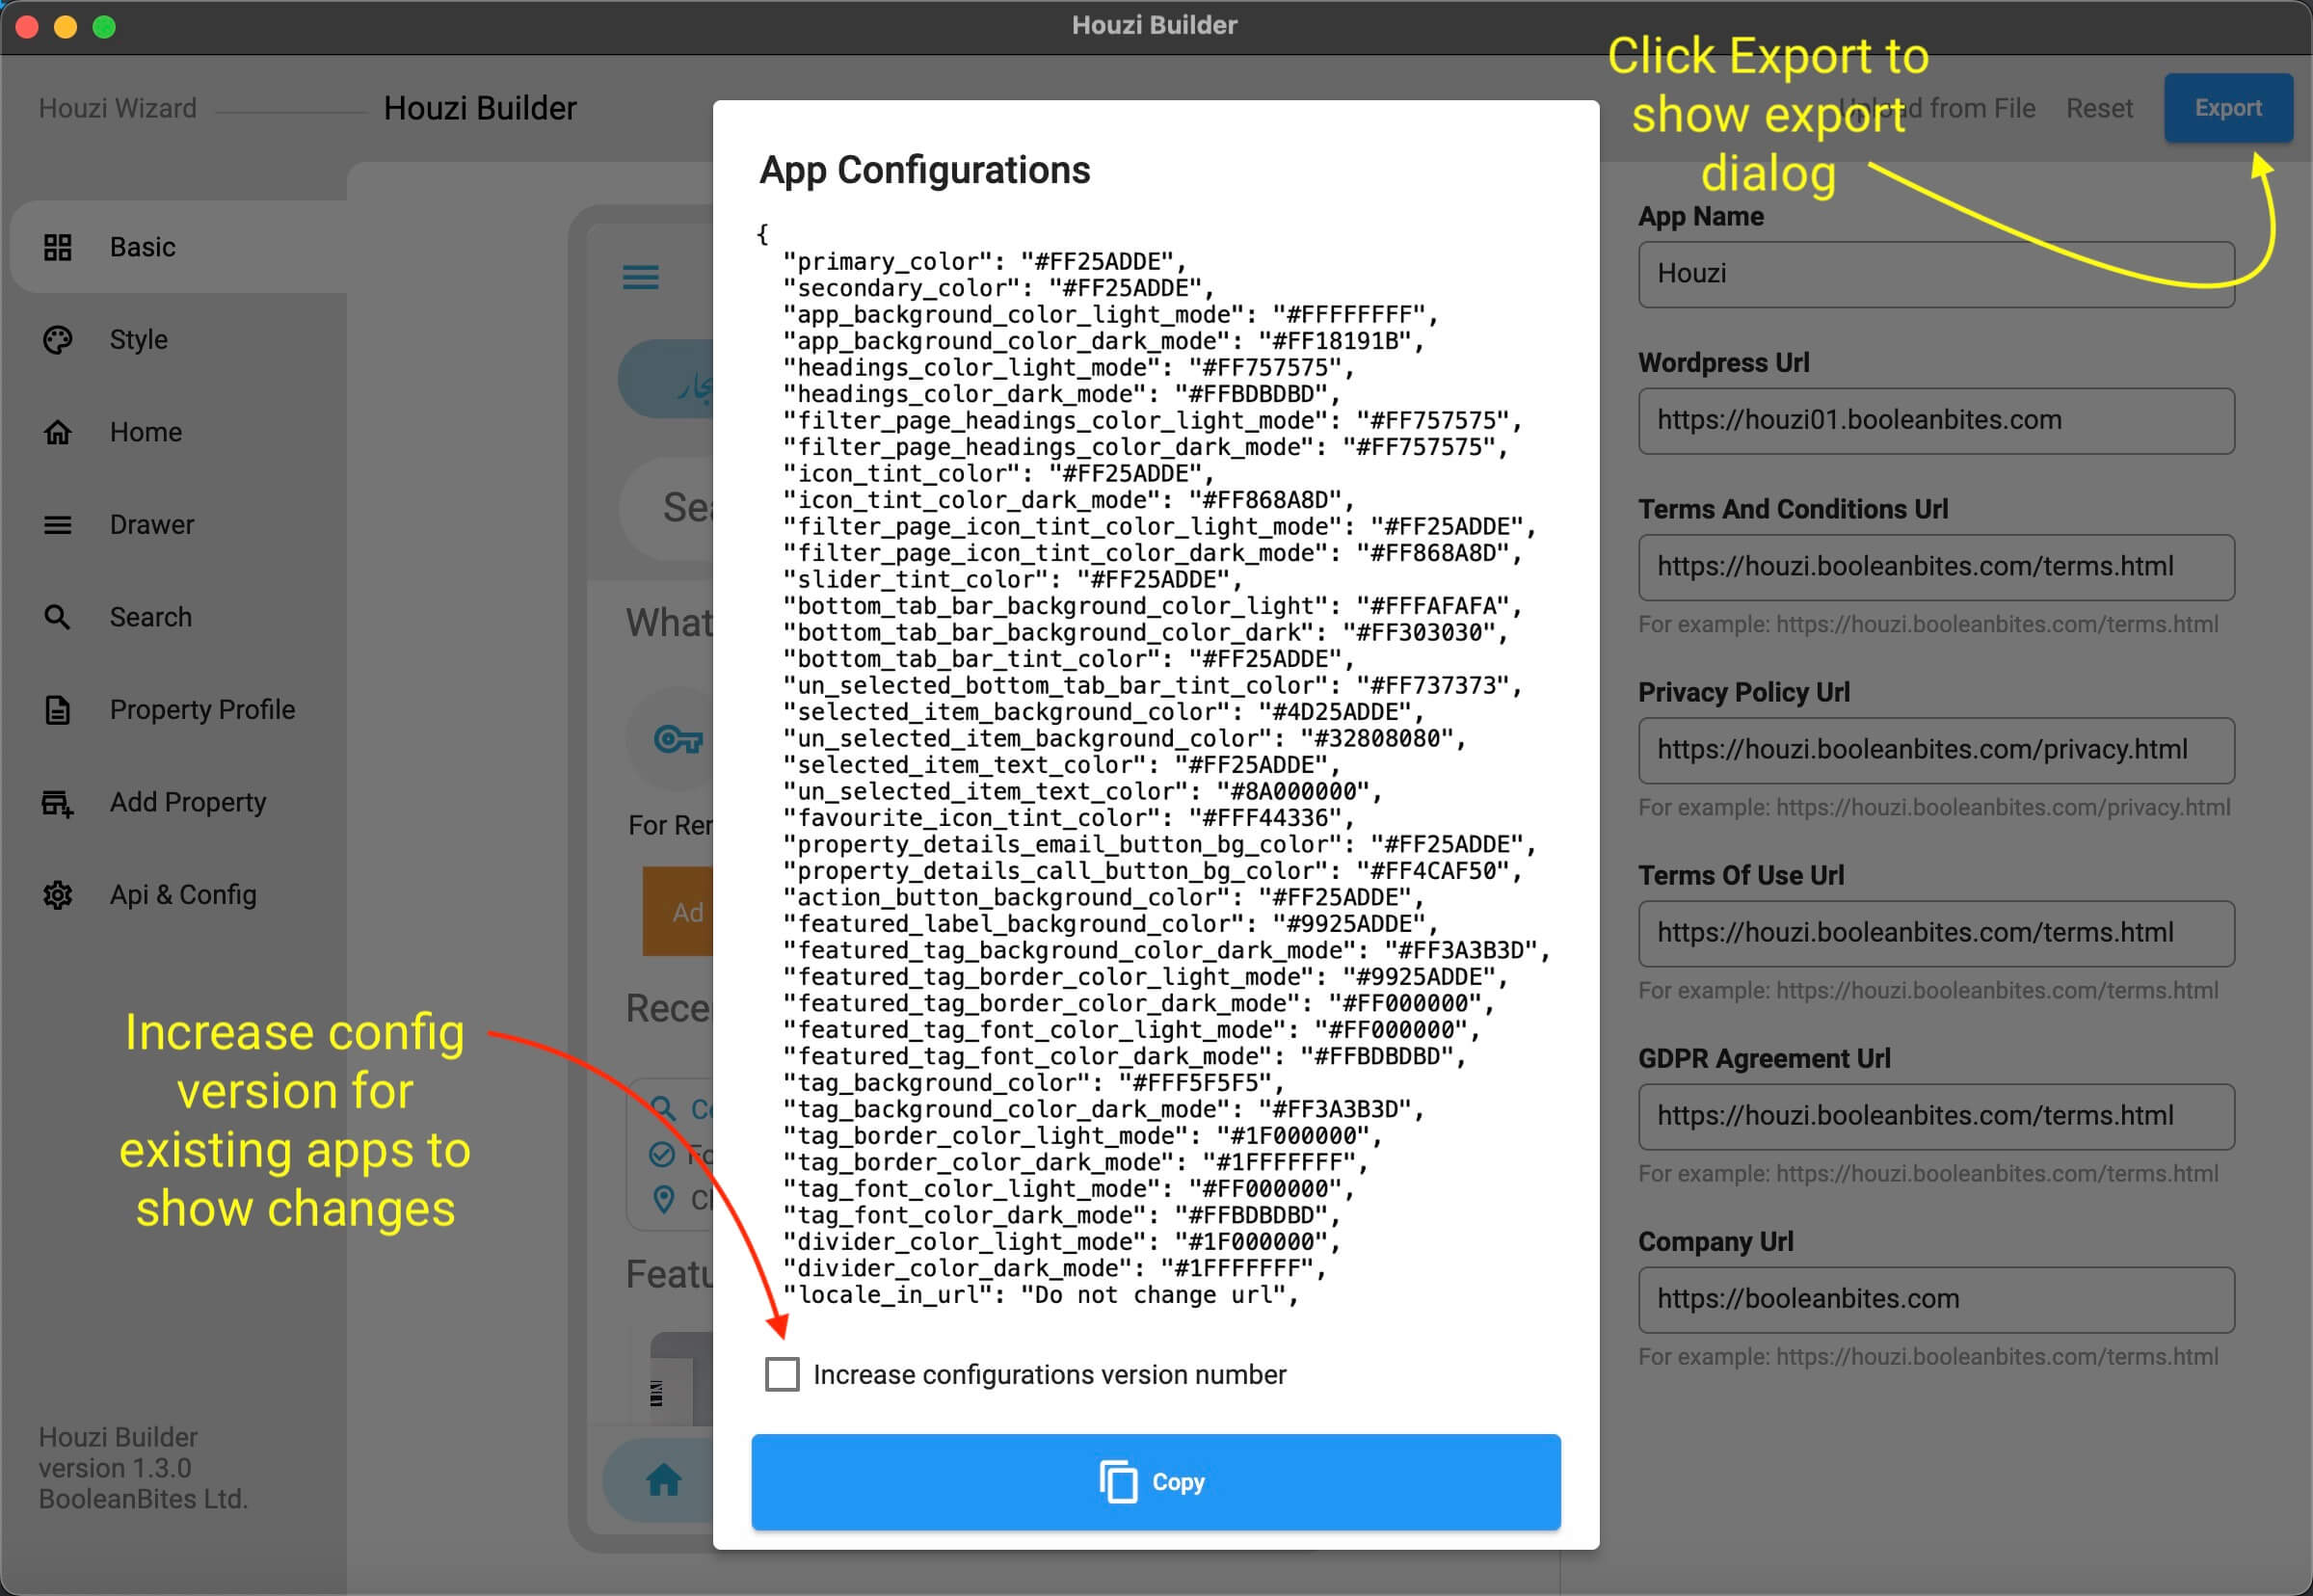 Houzi Builder
Click Export to
show export
dialog
Houzi Wizard
Houzi Builder
from File
Reset
Export
Basic
Style
Home
Drawer
Search
Property Profile
Add Property
Api & Config
Increase config
version for
existing apps to
show changes
Houzi Builder
version 1.3.0
BooleanBites Ltd.
Sea
What
For Ren
Ad
Rece
Featu
App Configurations
{
"primary_color": "#FF25ADDE",
"secondary_color": "#FF25ADDE",
"app_background_color_light_mode": "#FFFFFFFF",
"app_background_color_dark_mode": "#FF18191B",
"headings_color_light_mode": "#FF757575",
"headings_color_dark_mode": "#FFBDBDBD",
"filter_page_headings_color_light_mode": "#FF757575",
"filter_page_headings_color_dark_mode": "#FF757575",
"icon_tint_color": "#FF25ADDE",
"icon_tint_color_dark_mode": "#FF868A8D",
"filter_page_icon_tint_color_light_mode": "#FF25ADDE",
"filter_page_icon_tint_color_dark_mode": "#FF868A8D",
"slider_tint_color": "#FF25ADDE",
"bottom_tab_bar_background_color_light": "#FFFAFAFA",
"bottom_tab_bar_background_color_dark": "#FF303030",
"bottom_tab_bar_tint_color": "#FF25ADDE",
"un_selected_bottom_tab_bar_tint_color": "#FF737373",
"selected_item_background_color": "#4D25ADDE",
"un_selected_item_background_color": "#32808080",
"selected_item_text_color": "#FF25ADDE",
"un_selected_item_text_color": "#8A000000",
"favourite_icon_tint_color": "#FFF44336",
"property_details_email_button_bg_color": "#FF25ADDE",
"property_details_call_button_bg_color": "#FF4CAF50",
"action_button_background_color": "#FF25ADDE",
"featured_label_background_color": "#9925ADDE",
"featured_tag_background_color_dark_mode": "#FF3A3B3D",
"featured_tag_border_color_light_mode": "#9925ADDE",
"featured_tag_border_color_dark_mode": "#FF000000",
"featured_tag_font_color_light_mode": "#FF000000",
"featured_tag_font_color_dark_mode": "#FFBDBDBD",
"tag_background_color": "#FFF5F5F5",
"tag_background_color_dark_mode": "#FF3A3B3D",
"tag_border_color_light_mode": "#1F000000",
"tag_border_color_dark_mode": "#1FFFFFFF",
"tag_font_color_light_mode": "#FF000000",
"tag_font_color_dark_mode": "#FFBDBDBD",
"divider_color_light_mode": "#1F000000",
"divider_color_dark_mode": "#1FFFFFFF",
"locale_in_url": "Do not change url",
Increase configurations version number
Copy
App Name
Houzi
Wordpress Url
https://houzi01.booleanbites.com
Terms And Conditions Url
https://houzi.booleanbites.com/terms.html
For example: https://houzi.booleanbites.com/terms.html
Privacy Policy Url
https://houzi.booleanbites.com/privacy.html
For example: https://houzi.booleanbites.com/privacy.html
Terms Of Use Url
https://houzi.booleanbites.com/terms.html
For example: https://houzi.booleanbites.com/terms.html
GDPR Agreement Url
https://houzi.booleanbites.com/terms.html
For example: https://houzi.booleanbites.com/terms.html
Company Url
https://booleanbites.com
For example: https://houzi.booleanbites.com/terms.html